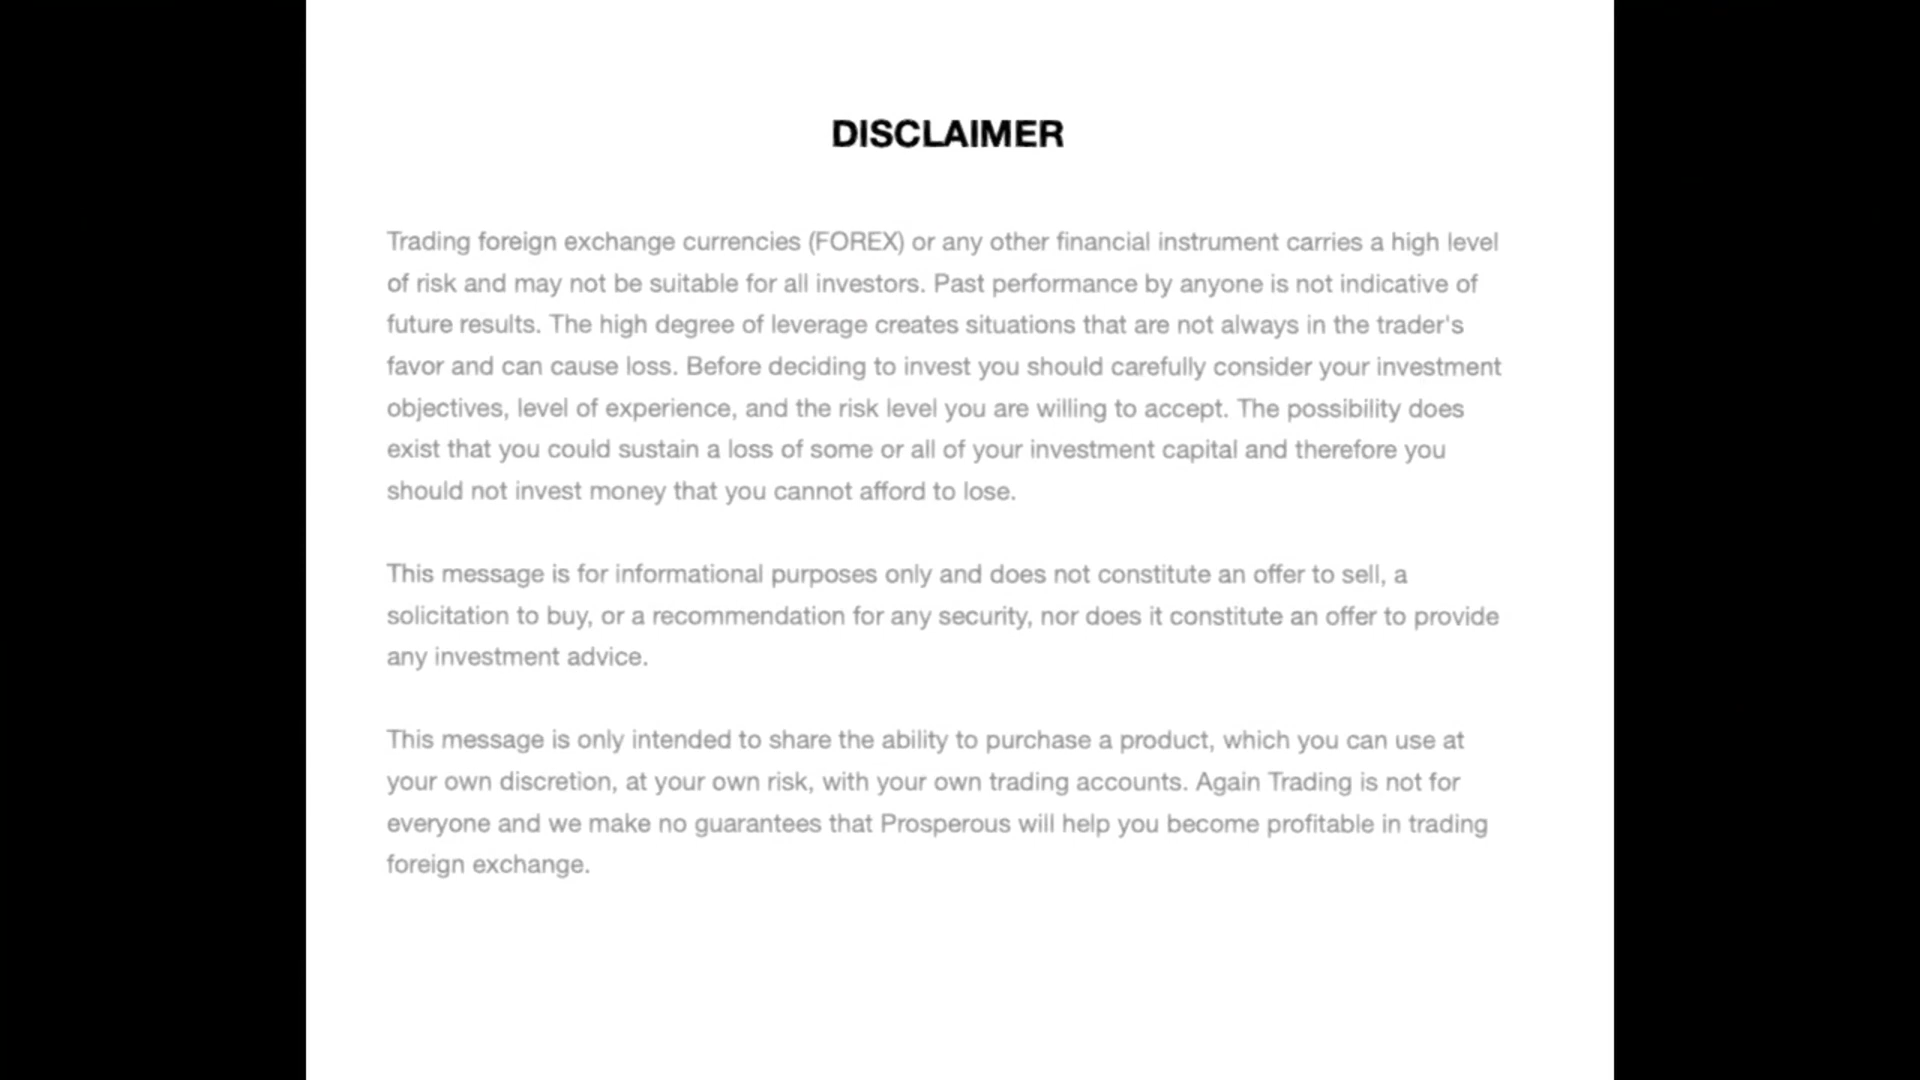 DISCLAIMER
Trading foreign exchange currencies (FOREX) or any other financial instrument carries a high level
of risk and may not be suitable for all investors. Past performance by anyone is not indicative of
future results. The high degree of leverage creates situations that are not always in the trader's
favor and can cause loss. Before deciding to invest you should carefully consider your investment
objectives, level of experience, and the risk level you are willing to accept. The possibility does
exist that you could sustain a loss of some or all of your investment capital and therefore you
should not invest money that you cannot afford to lose.
This message is for informational purposes only and does not constitute an offer to sell, a
solicitation to buy, or a recommendation for any security, nor does it constitute an offer to provide
any investment advice.
This message is only intended to share the ability to purchase a product, which you can use at
your own discretion, at your own risk, with your own trading accounts. Again Trading is not for
everyone and we make no guarantees that Prosperous will help you become profitable in trading
foreign exchange.